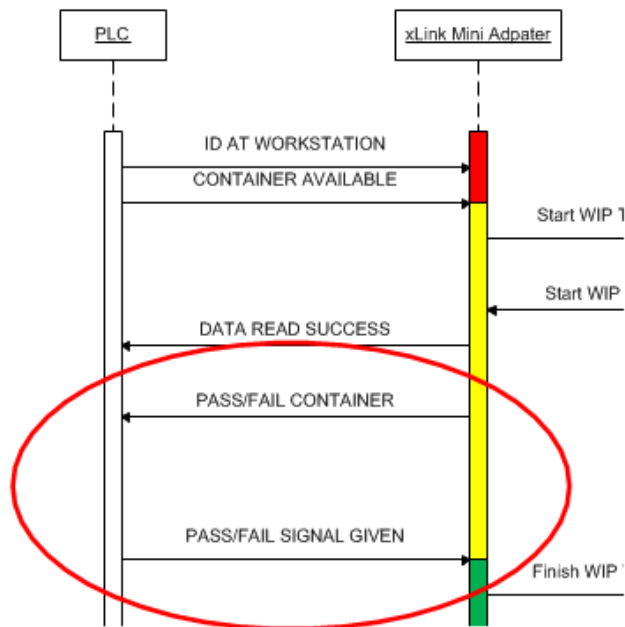 PLC
xLink Mini Adpater
ID AT WORKSTATION
CONTAINER AVAILABLE
Start WIP T
Start WIP
DATA READ SUCCESS
PASS/FAIL CONTAINER
PASS/FAIL SIGNAL GIVEN
Finish WIP